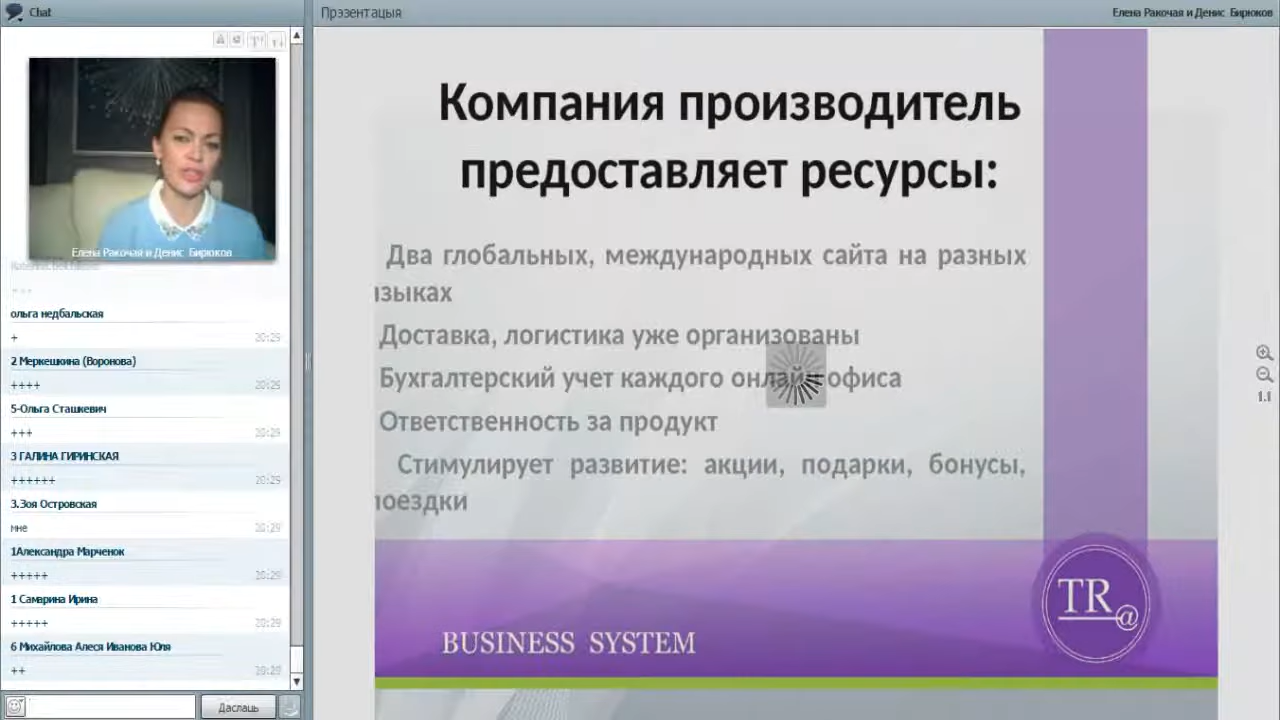 Chat
Прэзентацыя
Елена Ракочая и Денис Бирюков
Елена Ракочая и Денис Бирюков
ольга недбальская
+
20:29
2 Меркешкина (Воронова)
++++
20:29
5-Ольга Сташкевич
+++
20:29
3 ГАЛИНА ГИРИНСКАЯ
++++++
20:29
3.Зоя Островская
мне
20:29
1Александра Марченок
+++++
20:29
1 Самарина Ирина
+++++
20:29
6 Михайлова Алеся Иванова Юля
++
20:29
Даслаць
Компания производитель
предоставляет ресурсы:
Два глобальных, международных сайта на разных
языках
Доставка, логистика уже организованы
Бухгалтерский учет каждого онлайн офиса
Ответственность за продукт
Стимулирует развитие: акции, подарки, бонусы,
поездки
BUSINESS SYSTEM
TR@
1:1